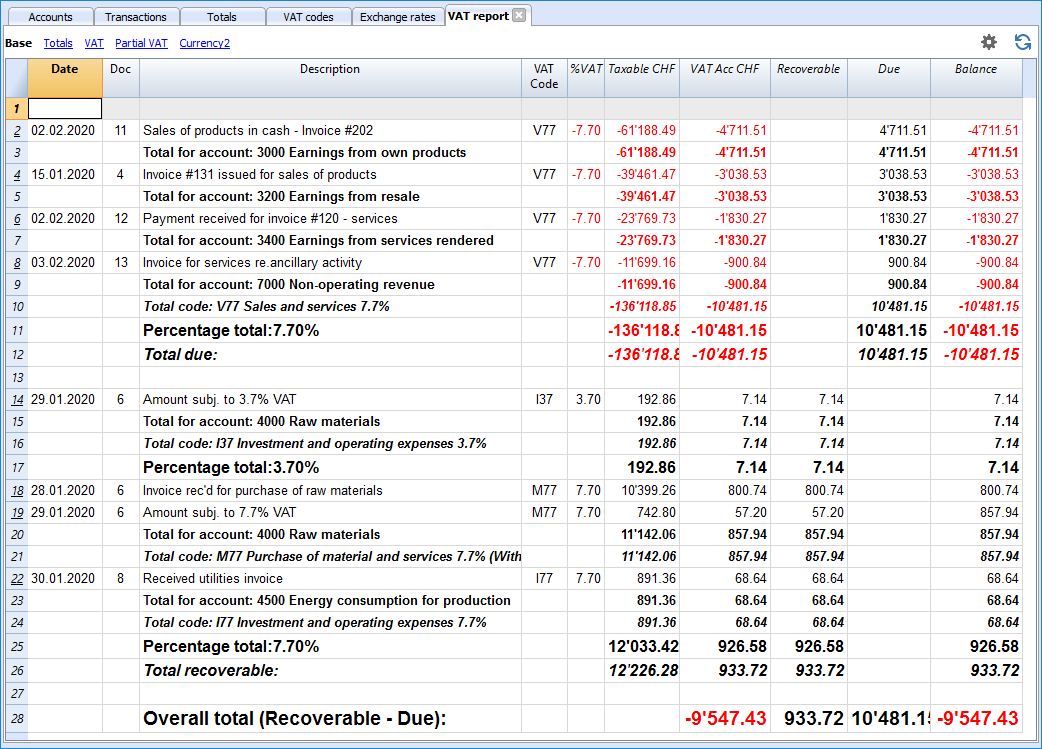 Accounts Transactions Totals VAT codes Exchange rates VAT report
Base Totals VAT Partial VAT Currency2
Date Doc Description VAT Code %VAT Taxable CHF VAT Acc CHF Recoverable Due Balance
1
2 02.02.2020 11 Sales of products in cash - Invoice #202 V77 -7.70 -61'188.49 -4'711.51 4'711.51 -4'711.51
3 Total for account: 3000 Earnings from own products -61'188.49 -4'711.51 4'711.51 -4'711.51
4 15.01.2020 4 Invoice #131 issued for sales of products V77 -7.70 -39'461.47 -3'038.53 3'038.53 -3'038.53
5 Total for account: 3200 Earnings from resale -39'461.47 -3'038.53 3'038.53 -3'038.53
6 02.02.2020 12 Payment received for invoice #120 - services V77 -7.70 -23'769.73 -1'830.27 1'830.27 -1'830.27
7 Total for account: 3400 Earnings from services rendered -23'769.73 -1'830.27 1'830.27 -1'830.27
8 03.02.2020 13 Invoice for services re.ancillary activity V77 -7.70 -11'699.16 -900.84 900.84 -900.84
9 Total for account: 7000 Non-operating revenue -11'699.16 -900.84 900.84 -900.84
10 Total code: V77 Sales and services 7.7% -136'118.85 -10'481.15 10'481.15 -10'481.15
11 Percentage total:7.70% -136'118.8 -10'481.15 10'481.15 -10'481.15
12 Total due: -136'118.8 -10'481.15 10'481.15 -10'481.15
13
14 29.01.2020 6 Amount subj. to 3.7% VAT I37 3.70 192.86 7.14 7.14 7.14
15 Total for account: 4000 Raw materials 192.86 7.14 7.14 7.14
16 Total code: I37 Investment and operating expenses 3.7% 192.86 7.14 7.14 7.14
17 Percentage total:3.70% 192.86 7.14 7.14 7.14
18 28.01.2020 6 Invoice rec'd for purchase of raw materials M77 7.70 10'399.26 800.74 800.74 800.74
19 29.01.2020 6 Amount subj. to 7.7% VAT M77 7.70 742.80 57.20 57.20 857.94
20 Total for account: 4000 Raw materials 11'142.06 857.94 857.94 857.94
21 Total code: M77 Purchase of material and services 7.7% (With 11'142.06 857.94 857.94 857.94
22 30.01.2020 8 Received utilities invoice I77 7.70 891.36 68.64 68.64 68.64
23 Total for account: 4500 Energy consumption for production 891.36 68.64 68.64 68.64
24 Total code: I77 Investment and operating expenses 7.7% 891.36 68.64 68.64 68.64
25 Percentage total:7.70% 12'033.42 926.58 926.58 926.58
26 Total recoverable: 12'226.28 933.72 933.72 933.72
27
28 Overall total (Recoverable - Due): -9'547.43 933.72 10'481.1 -9'547.43